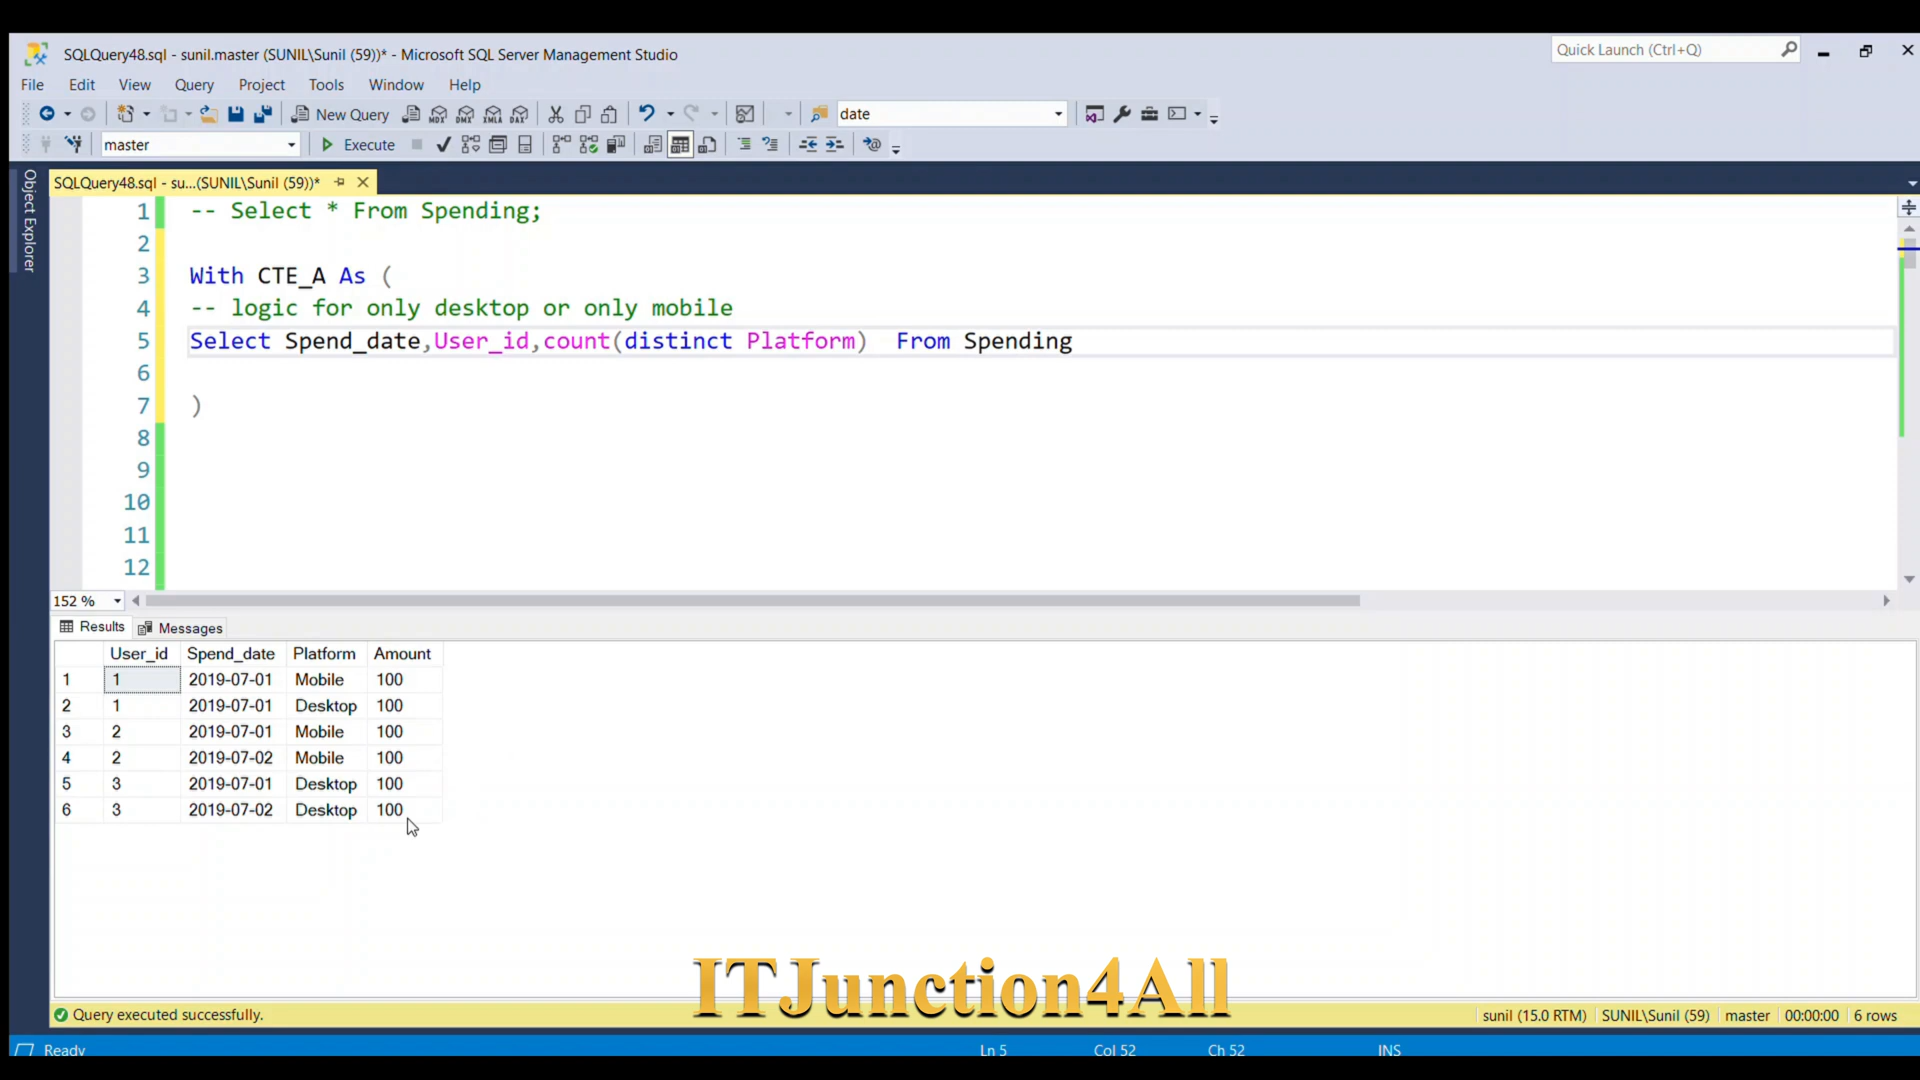 SQLQuery48.sql - sunil.master (SUNIL\Sunil (59))* - Microsoft SQL Server Management Studio
Quick Launch (Ctrl+Q)
File Edit View Query Project Tools Window Help
New Query MDX DMX XMLA DAX date
master Execute
Object Explorer
SQLQuery48.sql - su...(SUNIL\Sunil (59))*
1 -- Select * From Spending;
2
3 With CTE_A As (
4 -- logic for only desktop or only mobile
5 Select Spend_date,User_id,count(distinct Platform)  From Spending
6
7 )
8
9
10
11
12
152 %
Results Messages
User_id Spend_date Platform Amount
1 1 2019-07-01 Mobile 100
2 1 2019-07-01 Desktop 100
3 2 2019-07-01 Mobile 100
4 2 2019-07-02 Mobile 100
5 3 2019-07-01 Desktop 100
6 3 2019-07-02 Desktop 100
ITJunction4All
Query executed successfully. sunil (15.0 RTM) SUNIL\Sunil (59) master 00:00:00 6 rows
Ready Ln 5 Col 52 Ch 52 INS